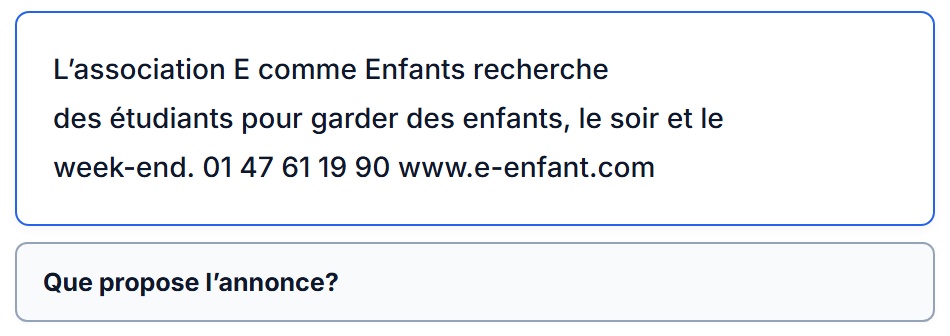 L’association E comme Enfants recherche
des étudiants pour garder des enfants, le soir et le
week-end. 01 47 61 19 90 www.e-enfant.com
Que propose l’annonce?